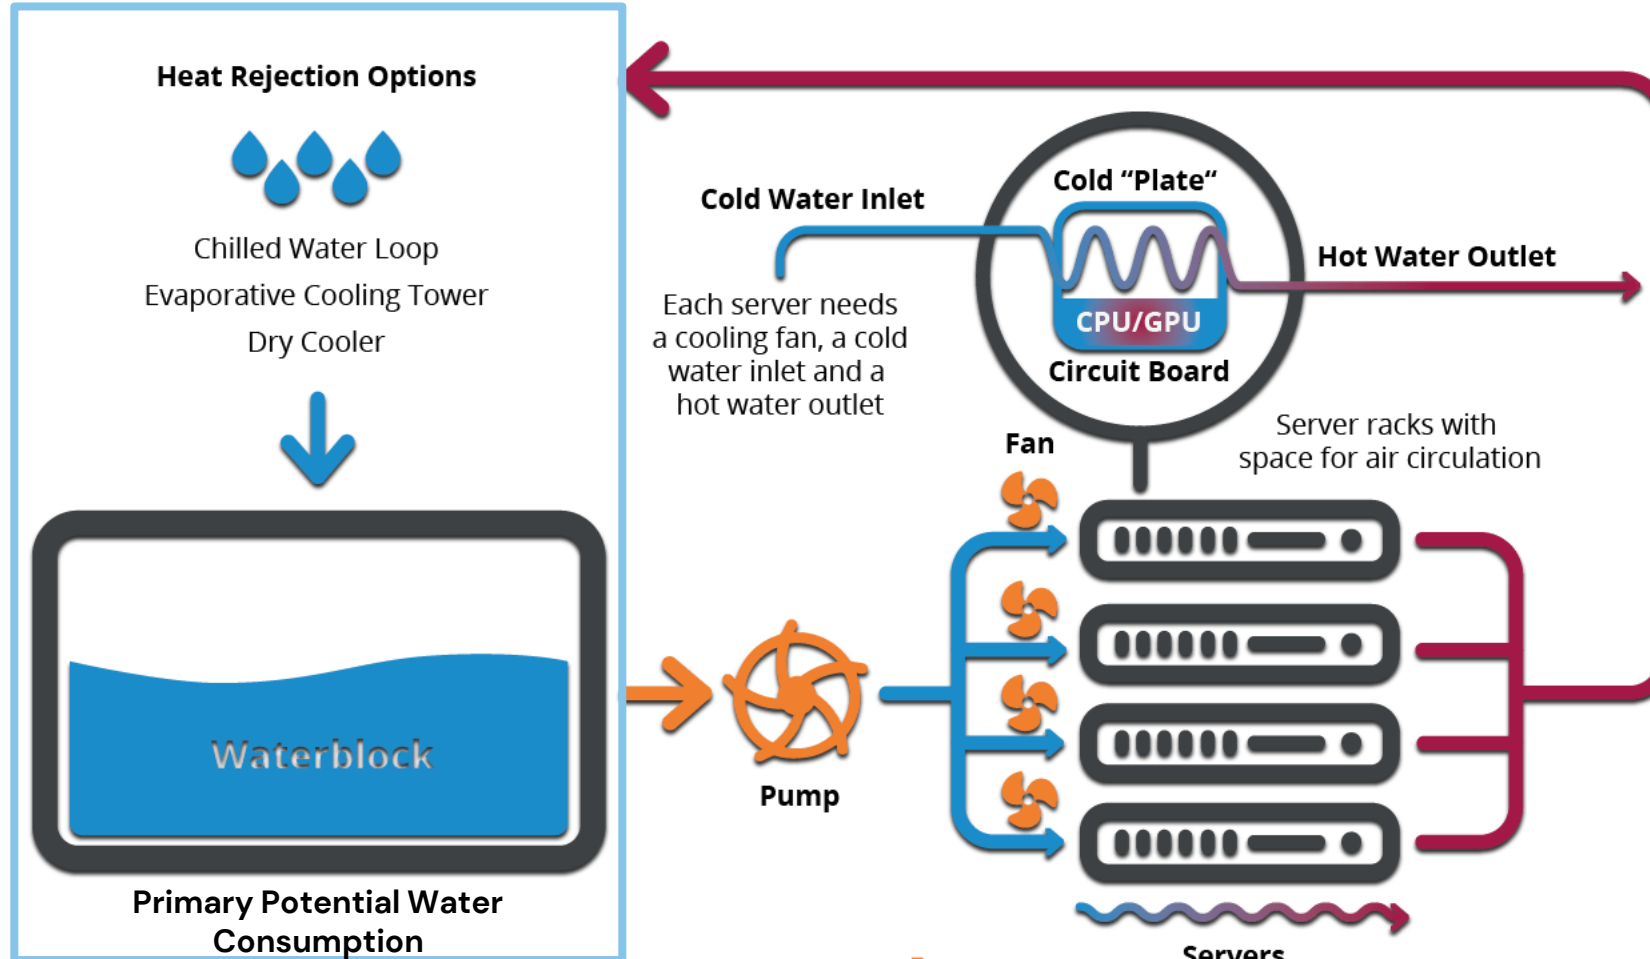 Heat Rejection Options
Chilled Water Loop
Evaporative Cooling Tower
Dry Cooler
Waterblock
Primary Potential Water
Consumption
Cold Water Inlet
Each server needs
a cooling fan, a cold
water inlet and a
hot water outlet
Cold “Plate“
CPU/GPU
Circuit Board
Hot Water Outlet
Server racks with
space for air circulation
Fan
Pump
Servers